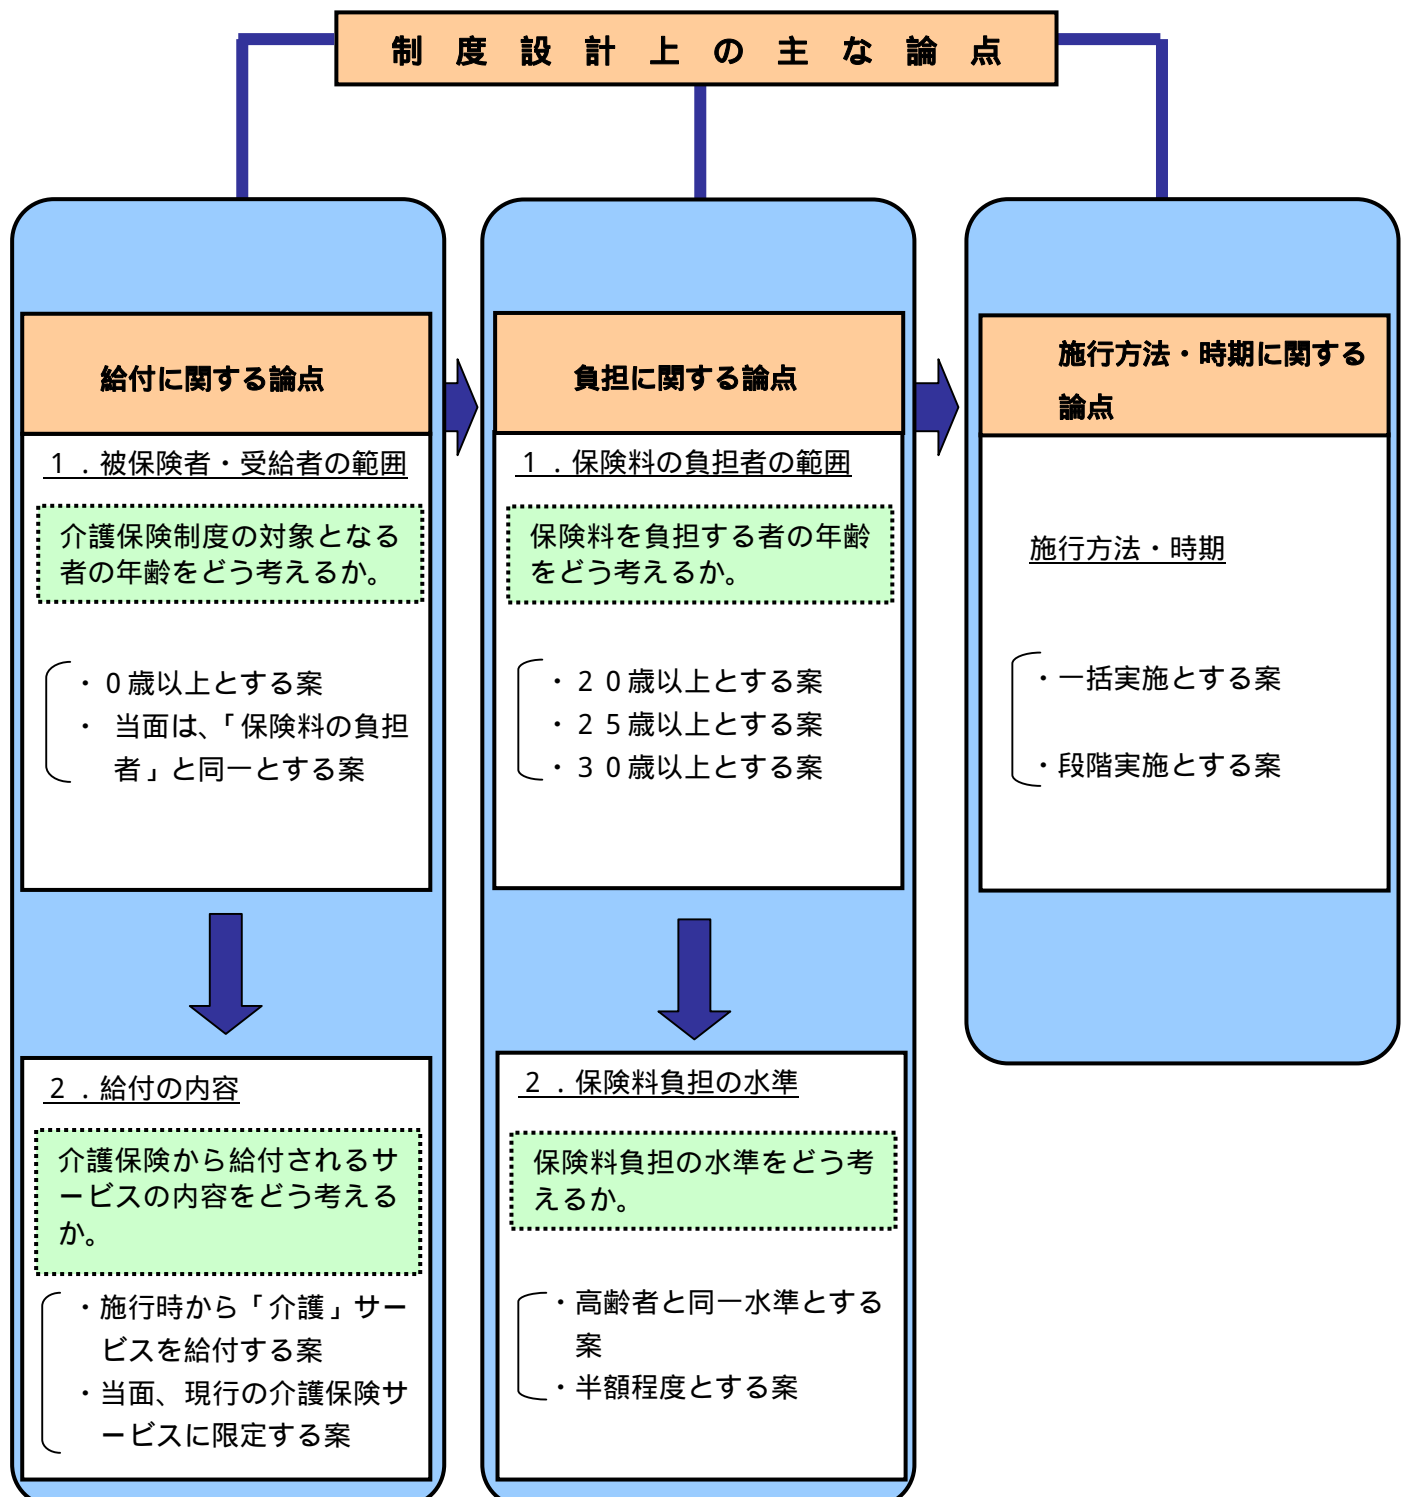 制度設計上の主な論点
給付に関する論点
１．被保険者・受給者の範囲
介護保険制度の対象となる
者の年齢をどう考えるか。
・０歳以上とする案
・当面は、「保険料の負担
者」と同一とする案
２．給付の内容
介護保険から給付されるサ
ービスの内容をどう考える
か。
・施行時から「介護」サー
ビスを給付する案
・当面、現行の介護保険サ
ービスに限定する案
負担に関する論点
１．保険料の負担者の範囲
保険料を負担する者の年齢
をどう考えるか。
・２０歳以上とする案
・２５歳以上とする案
・３０歳以上とする案
２．保険料負担の水準
保険料負担の水準をどう考
えるか。
・高齢者と同一水準とする
案
・半額程度とする案
施行方法・時期に関する
論点
施行方法・時期
・一括実施とする案
・段階実施とする案